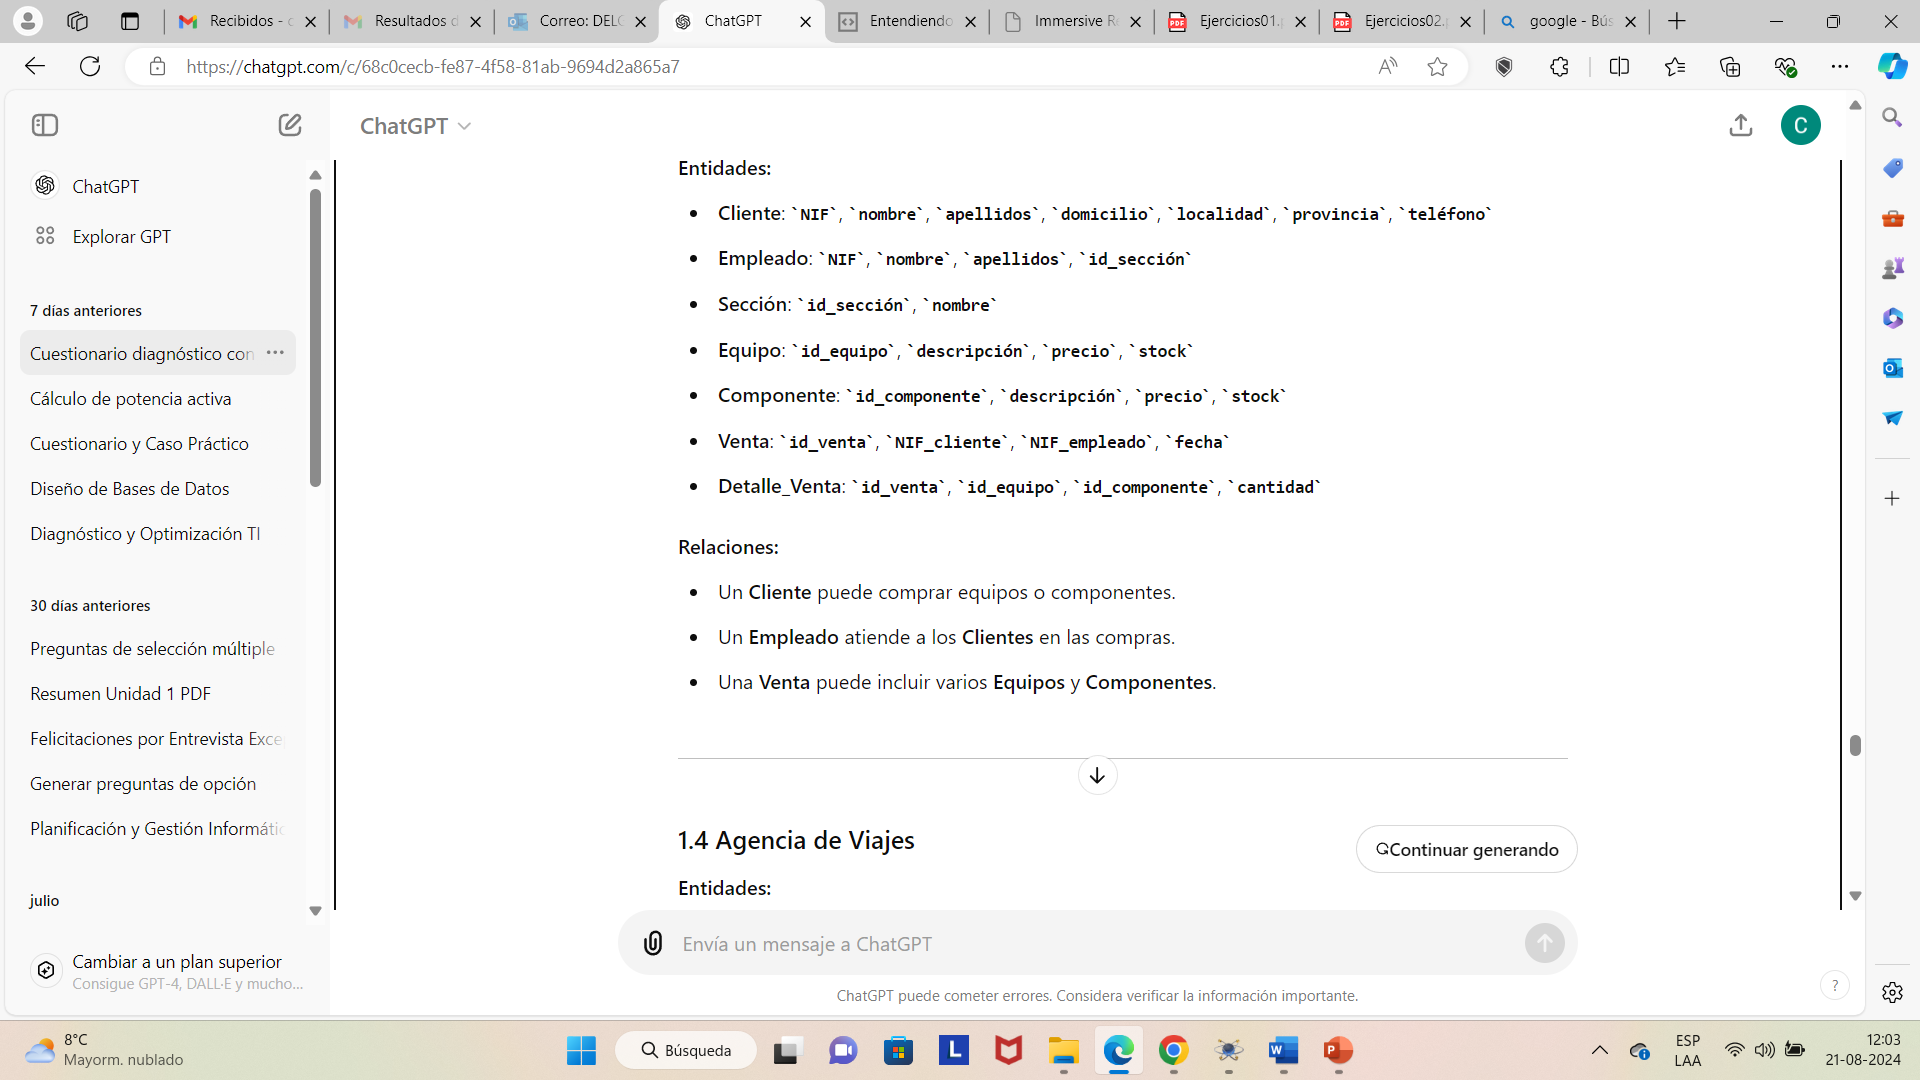 Recibidos - c
Resultados d
Correo: DELC
ChatGPT
Entendiendo
Immersive Re
Ejercicios01.p
Ejercicios02.p
google - Bús
https://chatgpt.com/c/68c0cecb-fe87-4f58-81ab-9694d2a865a7
ChatGPT
C
ChatGPT
Explorar GPT
7 días anteriores
Cuestionario diagnóstico con
Cálculo de potencia activa
Cuestionario y Caso Práctico
Diseño de Bases de Datos
Diagnóstico y Optimización TI
30 días anteriores
Preguntas de selección múltiple
Resumen Unidad 1 PDF
Felicitaciones por Entrevista Exce
Generar preguntas de opción
Planificación y Gestión Informátic
julio
Cambiar a un plan superior
Consigue GPT-4, DALL·E y mucho...
Entidades:
• Cliente: `NIF`, `nombre`, `apellidos`, `domicilio`, `localidad`, `provincia`, `teléfono`
• Empleado: `NIF`, `nombre`, `apellidos`, `id_sección`
• Sección: `id_sección`, `nombre`
• Equipo: `id_equipo`, `descripción`, `precio`, `stock`
• Componente: `id_componente`, `descripción`, `precio`, `stock`
• Venta: `id_venta`, `NIF_cliente`, `NIF_empleado`, `fecha`
• Detalle_Venta: `id_venta`, `id_equipo`, `id_componente`, `cantidad`
Relaciones:
• Un Cliente puede comprar equipos o componentes.
• Un Empleado atiende a los Clientes en las compras.
• Una Venta puede incluir varios Equipos y Componentes.
1.4 Agencia de Viajes
Continuar generando
Entidades:
Envía un mensaje a ChatGPT
ChatGPT puede cometer errores. Considera verificar la información importante.
?
8°C
Mayorm. nublado
Búsqueda
ESP
LAA
12:03
21-08-2024